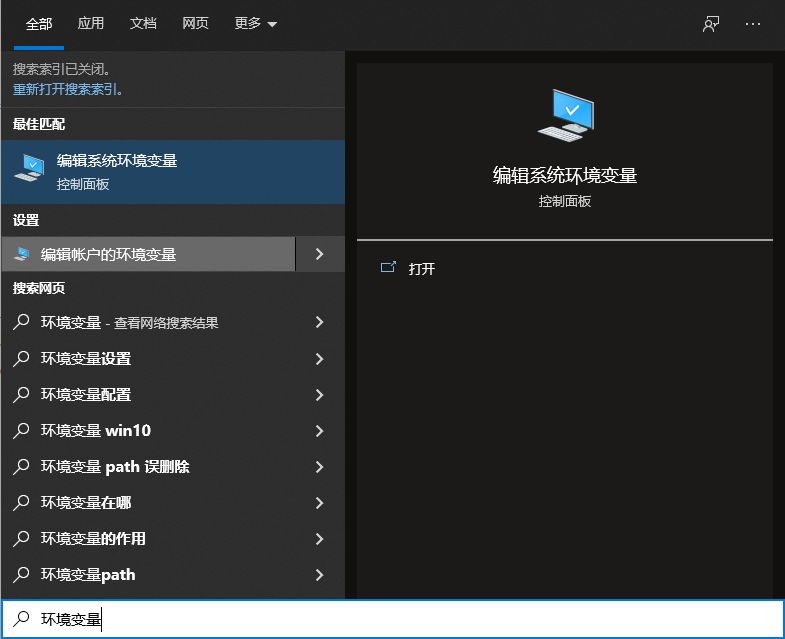 全部 应用 文档 网页 更多
搜索索引已关闭。
重新打开搜索索引。
最佳匹配
编辑系统环境变量
控制面板
设置
编辑帐户的环境变量
搜索网页
环境变量 - 查看网络搜索结果
环境变量设置
环境变量配置
环境变量 win10
环境变量 path 误删除
环境变量在哪
环境变量的作用
环境变量path
环境变量
编辑系统环境变量
控制面板
打开